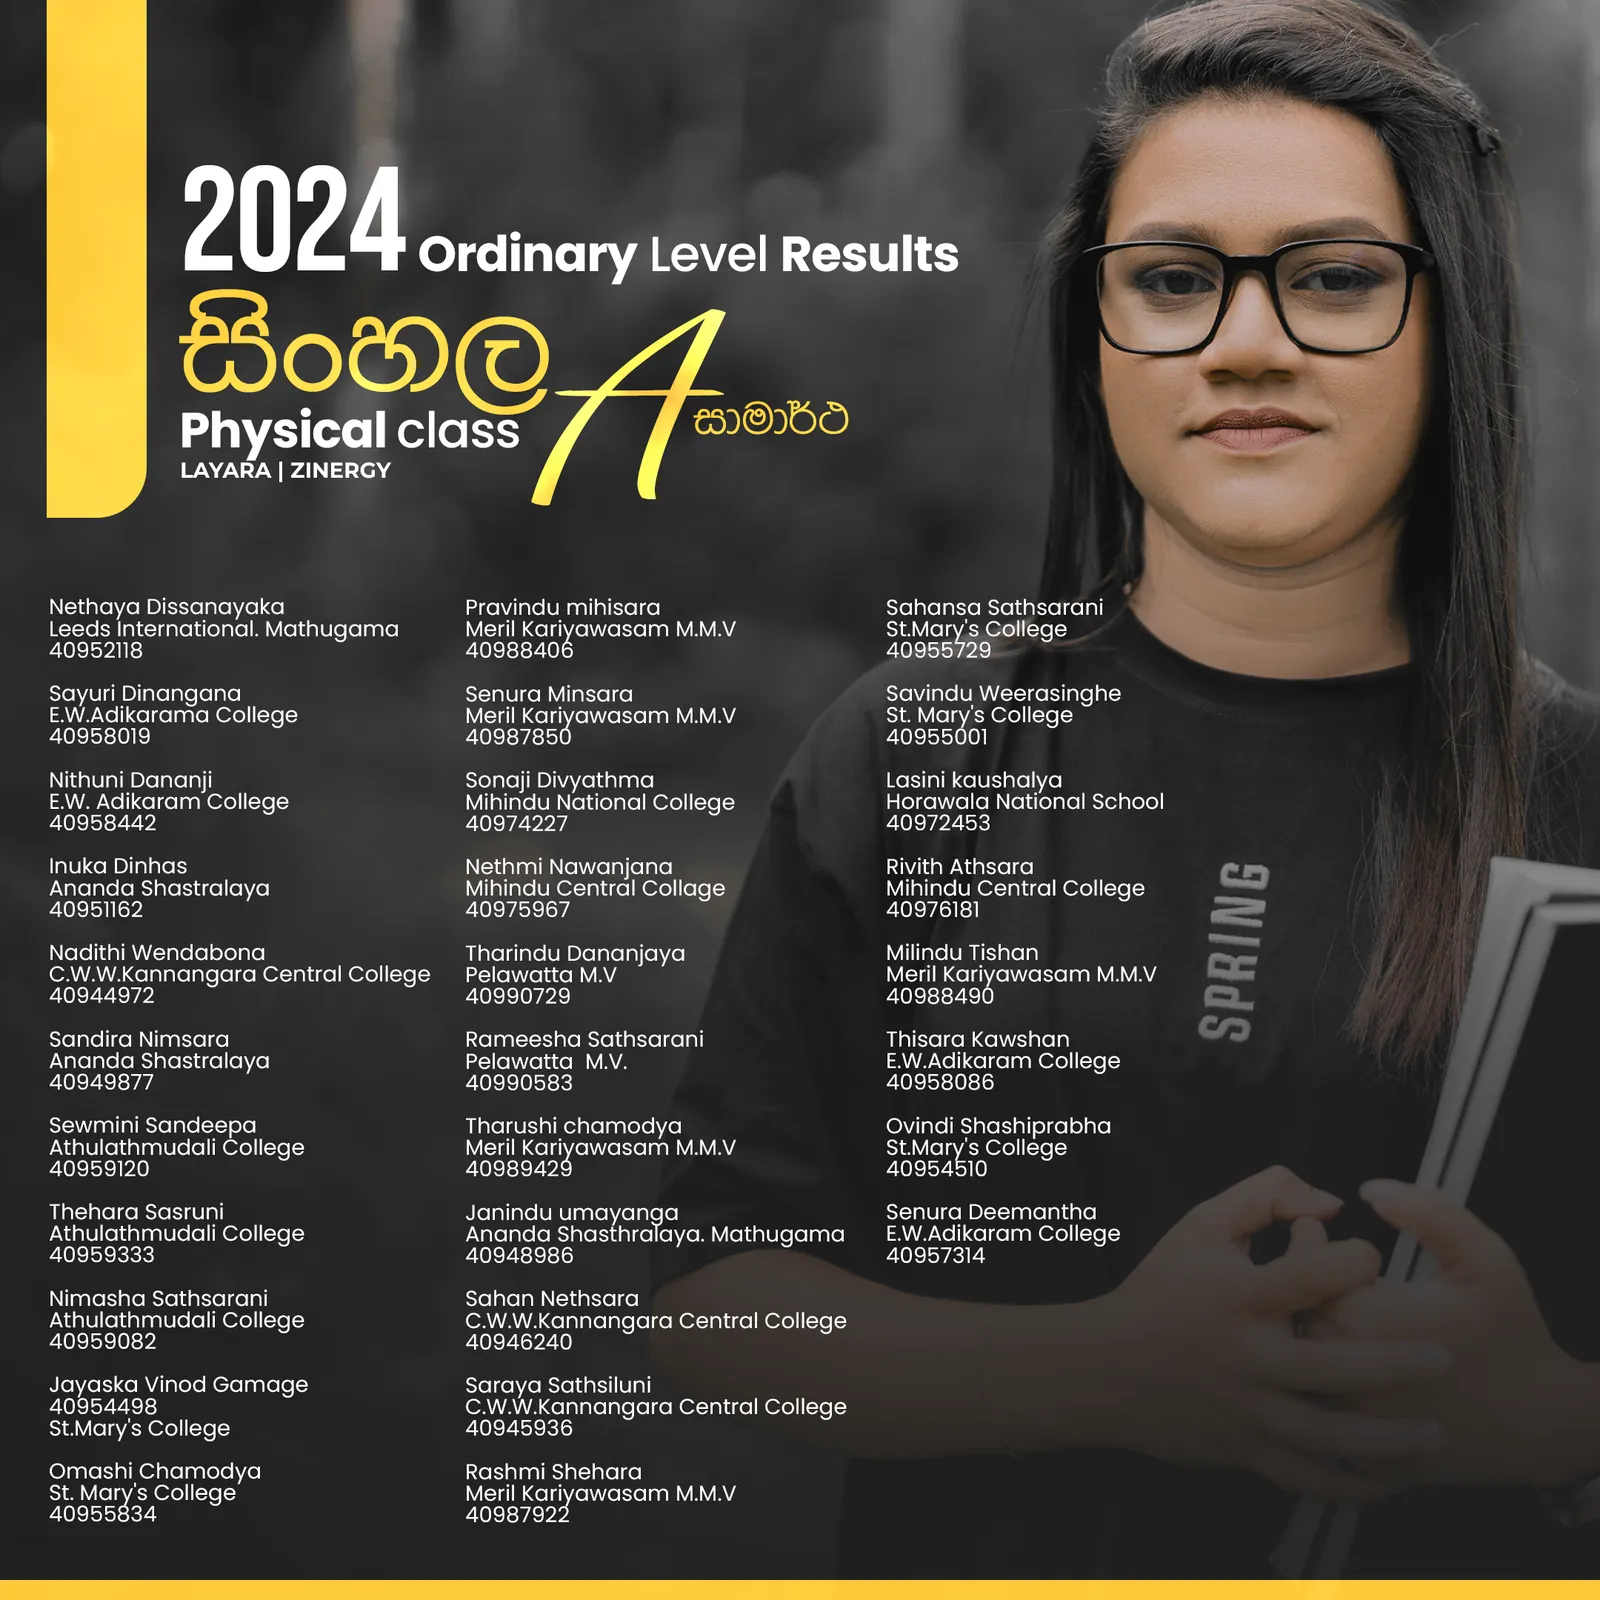 2024 Ordinary Level Results
සිංහල A සාමාර්ථ
Physical class
LAYARA | ZINERGY
Nethaya Dissanayaka
Leeds International. Mathugama
40952118
Sayuri Dinangana
E.W.Adikarama College
40958019
Nithuni Dananji
E.W. Adikaram College
40958442
Inuka Dinhas
Ananda Shastralaya
40951162
Nadithi Wendabona
C.W.W.Kannangara Central College
40944972
Sandira Nimsara
Ananda Shastralaya
40949877
Sewmini Sandeepa
Athulathmudali College
40959120
Thehara Sasruni
Athulathmudali College
40959333
Nimasha Sathsarani
Athulathmudali College
40959082
Jayaska Vinod Gamage
40954498
St.Mary's College
Omashi Chamodya
St. Mary's College
40955834
Pravindu mihisara
Meril Kariyawasam M.M.V
40988406
Senura Minsara
Meril Kariyawasam M.M.V
40987850
Sonaji Divyathma
Mihindu National College
40974227
Nethmi Nawanjana
Mihindu Central Collage
40975967
Tharindu Dananjaya
Pelawatta M.V
40990729
Rameesha Sathsarani
Pelawatta  M.V.
40990583
Tharushi chamodya
Meril Kariyawasam M.M.V
40989429
Janindu umayanga
Ananda Shasthralaya. Mathugama
40948986
Sahan Nethsara
C.W.W.Kannangara Central College
40946240
Saraya Sathsiluni
C.W.W.Kannangara Central College
40945936
Rashmi Shehara
Meril Kariyawasam M.M.V
40987922
Sahansa Sathsarani
St.Mary's College
40955729
Savindu Weerasinghe
St. Mary's College
40955001
Lasini kaushalya
Horawala National School
40972453
Rivith Athsara
Mihindu Central College
40976181
Milindu Tishan
Meril Kariyawasam M.M.V
40988490
Thisara Kawshan
E.W.Adikaram College
40958086
Ovindi Shashiprabha
St.Mary's College
40954510
Senura Deemantha
E.W.Adikaram College
40957314
SPRING